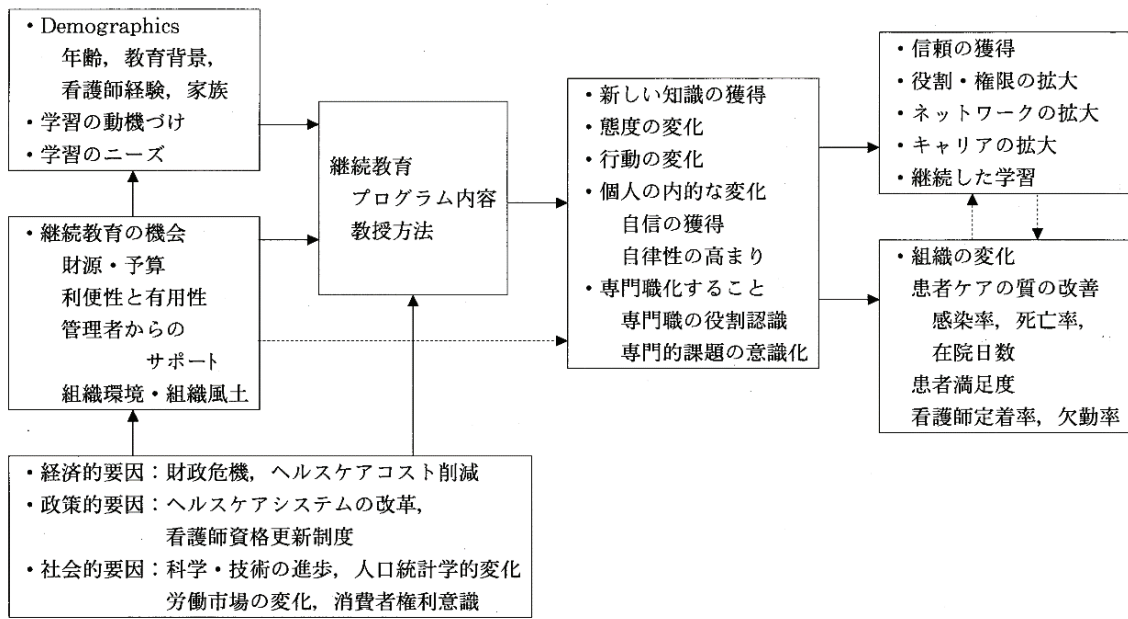 ・Demographics
年齢，教育背景，
看護師経験，家族
・学習の動機づけ
・学習のニーズ
・継続教育の機会
財源・予算
利便性と有用性
管理者からの
サポート
組織環境・組織風土
・経済的要因：財政危機，ヘルスケアコスト削減
・政策的要因：ヘルスケアシステムの改革，
看護師資格更新制度
・社会的要因：科学・技術の進歩，人口統計学的変化
労働市場の変化，消費者権利意識
継続教育
プログラム内容
教授方法
・新しい知識の獲得
・態度の変化
・行動の変化
・個人の内的な変化
自信の獲得
自律性の高まり
・専門職化すること
専門職の役割認識
専門的課題の意識化
・信頼の獲得
・役割・権限の拡大
・ネットワークの拡大
・キャリアの拡大
・継続した学習
・組織の変化
患者ケアの質の改善
感染率，死亡率，
在院日数
患者満足度
看護師定着率，欠勤率